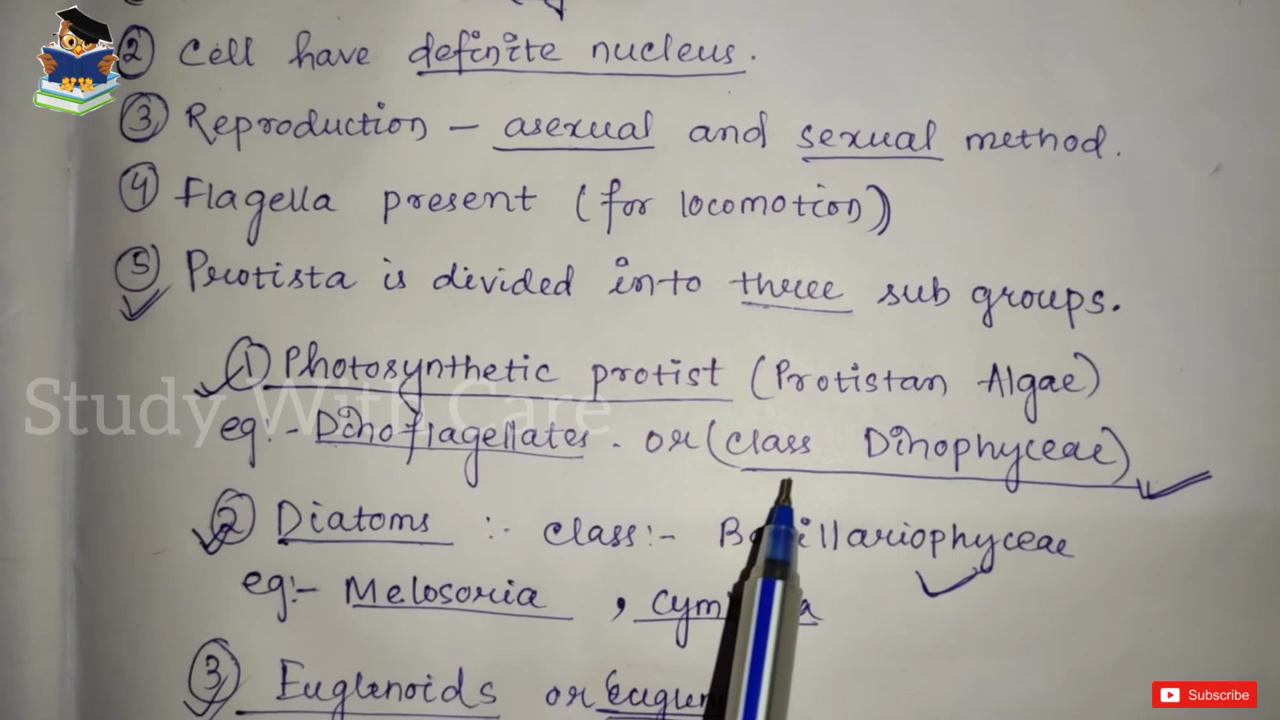 ② Cell have definite nucleus.
③ Reproduction - asexual and sexual method.
④ Flagella present (for locomotion)
⑤ Protista is divided into three sub groups.
① Photosynthetic protist (Protistan Algae)
Study With Care
eg:- Dinoflagellates. or (class Dinophyceae)
② Diatoms :- class:-
eg:- Melosoria,
③ Euglenoids or
Subscribe